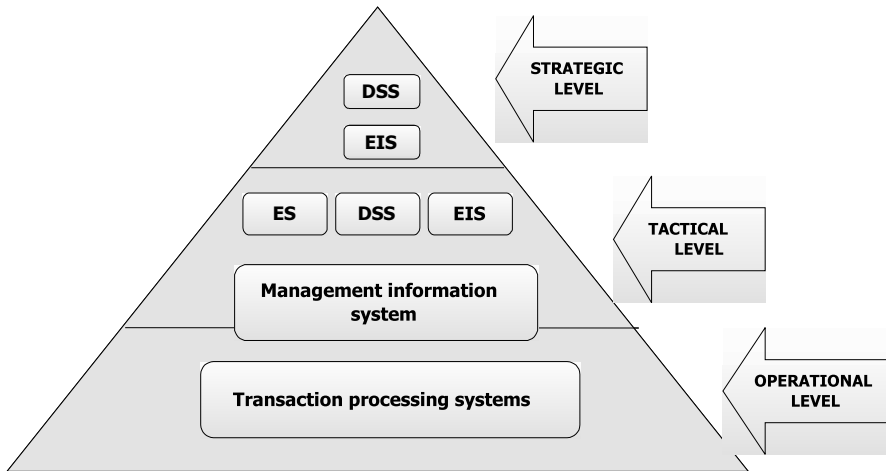 DSS
STRATEGIC
LEVEL
EIS
ES DSS EIS
TACTICAL
LEVEL
Management information
system
Transaction processing systems
OPERATIONAL
LEVEL